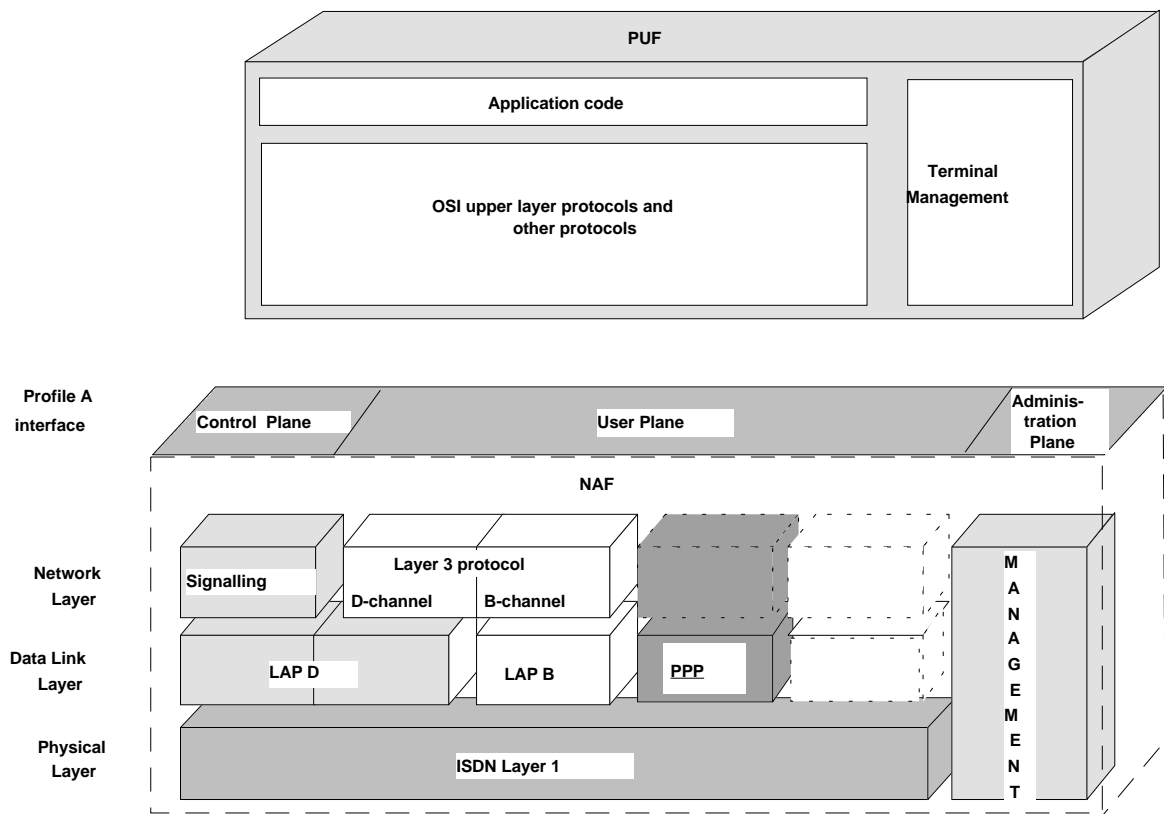 PUF
Application code
OSI upper layer protocols and
other protocols
Terminal
Management
Profile A
interface
Control Plane
User Plane
Adminis-
tration
Plane
NAF
Network
Layer
Signalling
Layer 3 protocol
D-channel
B-channel
Data Link
Layer
LAP D
LAP B
PPP
Physical
Layer
ISDN Layer 1
M
A
N
A
G
E
M
E
N
T